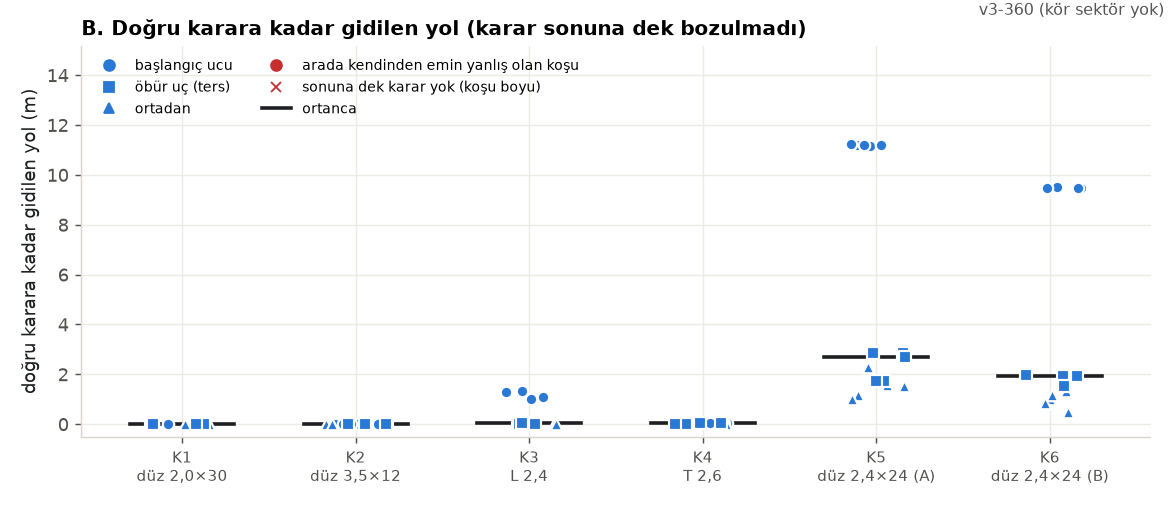 v3-360 (kör sektör yok)
B. Doğru karara kadar gidilen yol (karar sonuna dek bozulmadı)
başlangıç ucu
öbür uç (ters)
ortadan
arada kendinden emin yanlış olan koşu
sonuna dek karar yok (koşu boyu)
ortanca
doğru karara kadar gidilen yol (m)
14
12
10
8
6
4
2
0
K1
düz 2,0×30
K2
düz 3,5×12
K3
L 2,4
K4
T 2,6
K5
düz 2,4×24 (A)
K6
düz 2,4×24 (B)